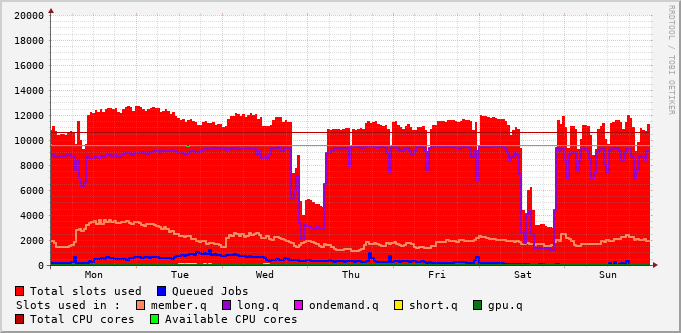 20000
18000
16000
14000
12000
10000
8000
6000
4000
2000
0
Mon Tue Wed Thu Fri Sat Sun
RRDTOOL / TOBI OETIKER
Total slots used Queued Jobs
Slots used in : member.q long.q ondemand.q short.q gpu.q
Total CPU cores Available CPU cores